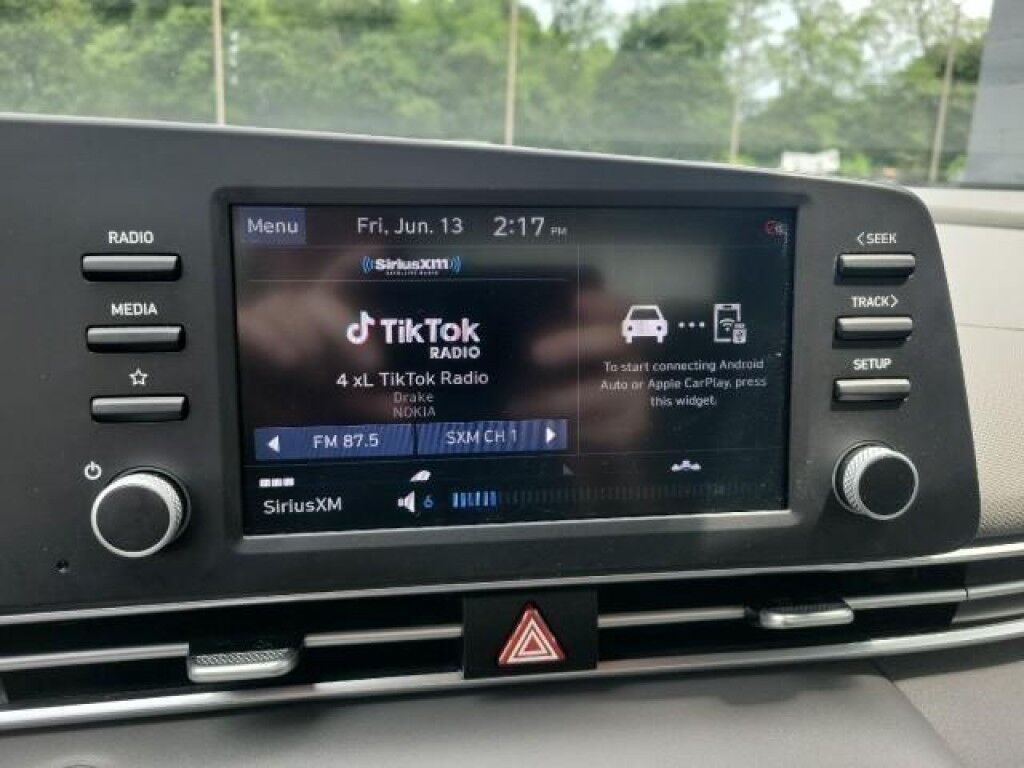 RADIO
MEDIA
Menu
Fri, Jun. 13
2:17 PM
SiriusXM
SATELLITE RADIO
TikTok
RADIO
4 xL TikTok Radio
Drake
NOKIA
FM 87.5
SXM CH 1
To start connecting Android
Auto or Apple CarPlay, press
this widget.
SiriusXM
6
<SEEK
TRACK>
SETUP